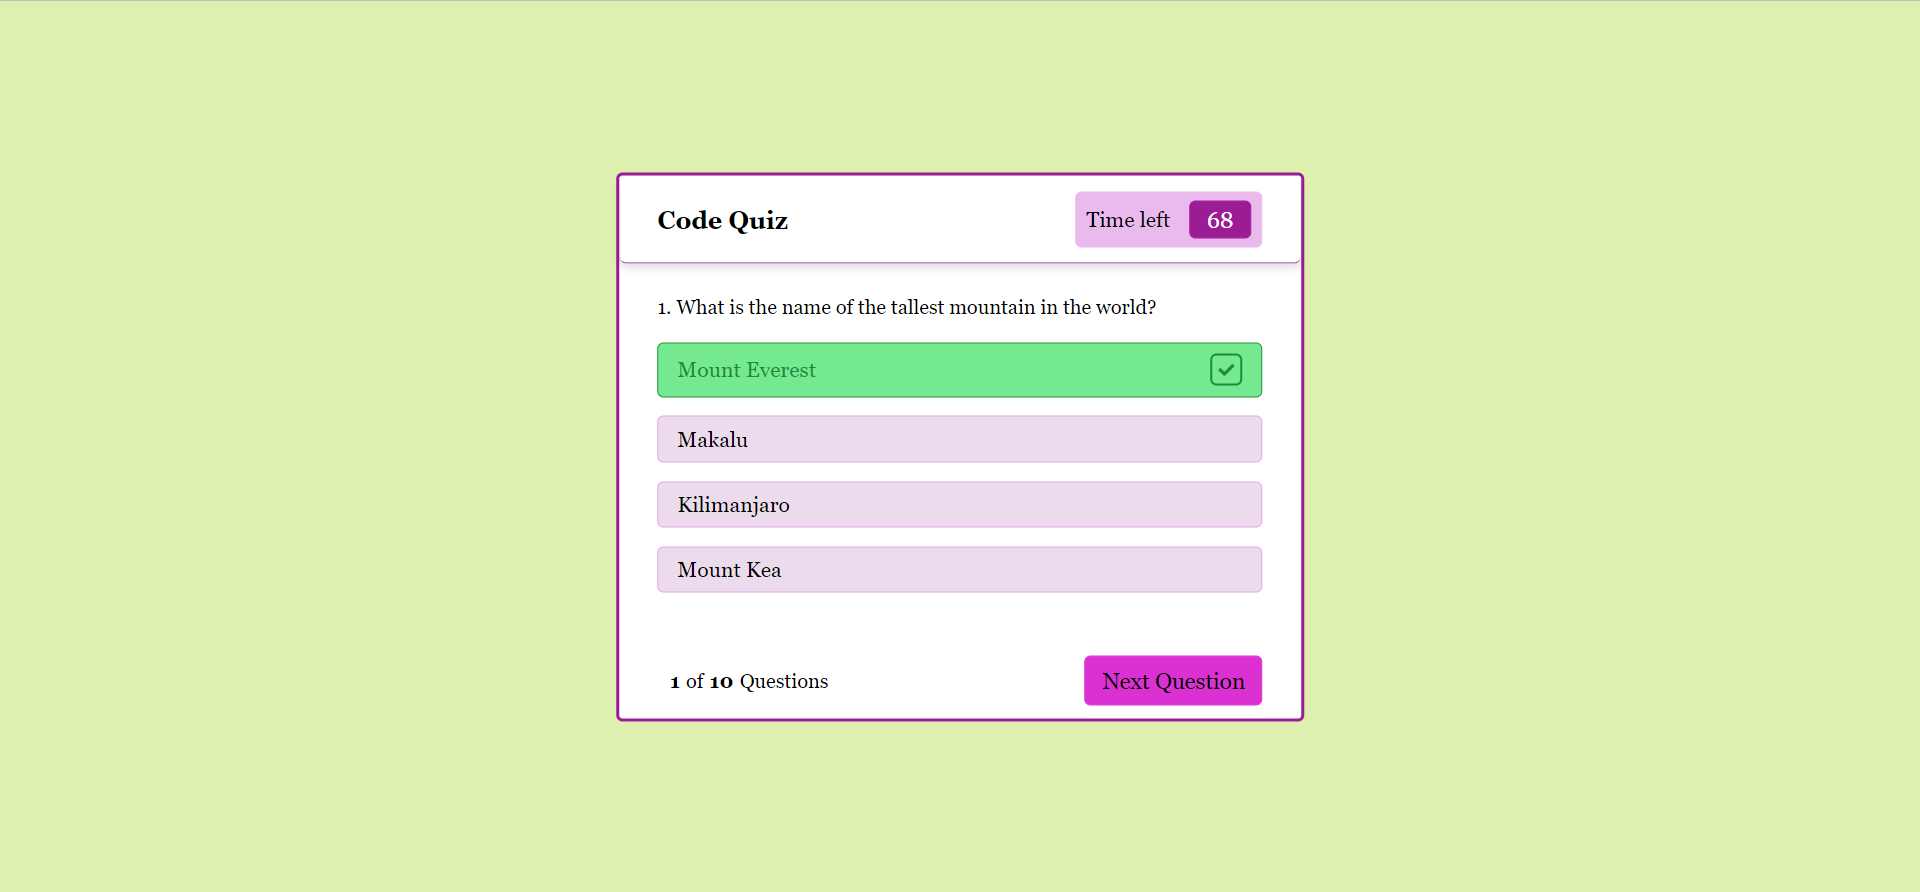 Code Quiz
Time left 68
1. What is the name of the tallest mountain in the world?
Mount Everest
Makalu
Kilimanjaro
Mount Kea
1 of 10 Questions
Next Question